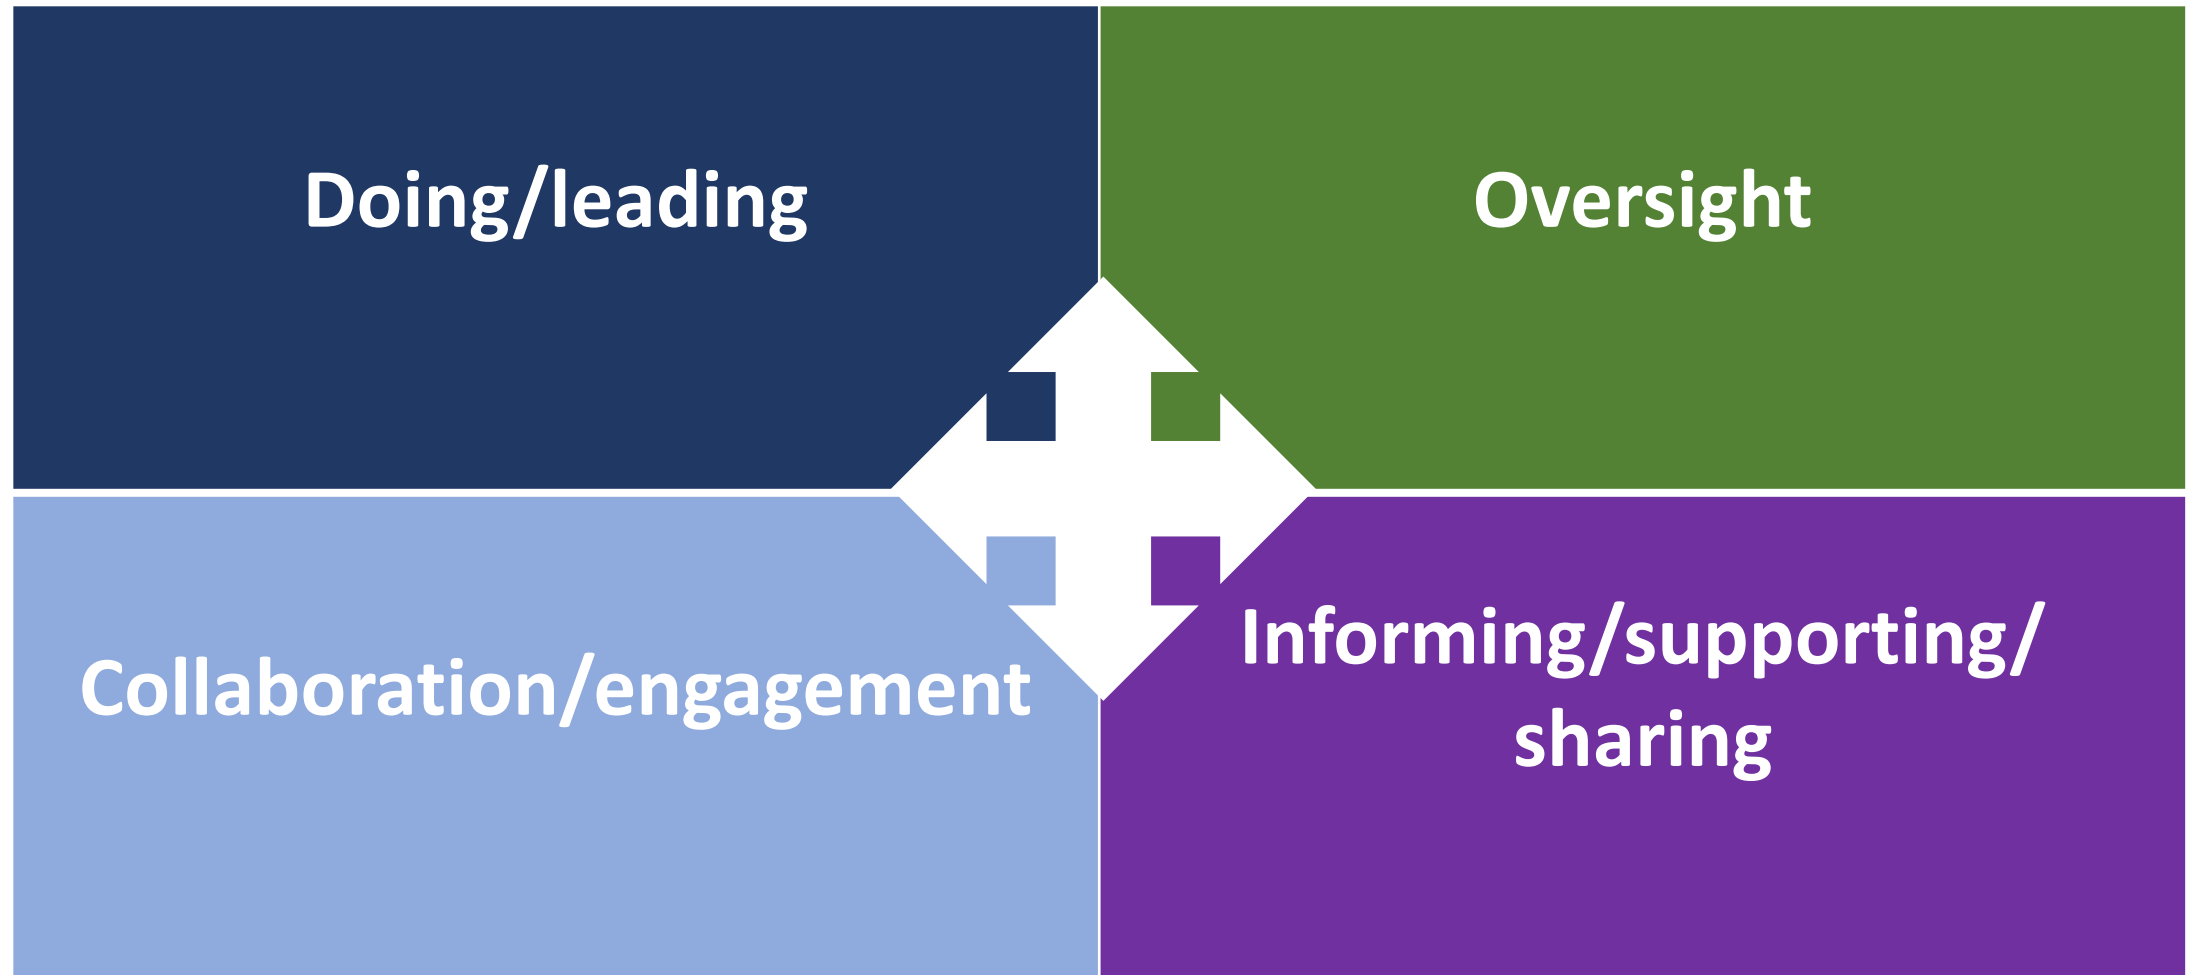 Doing/leading
Oversight
Collaboration/engagement
Informing/supporting/
sharing